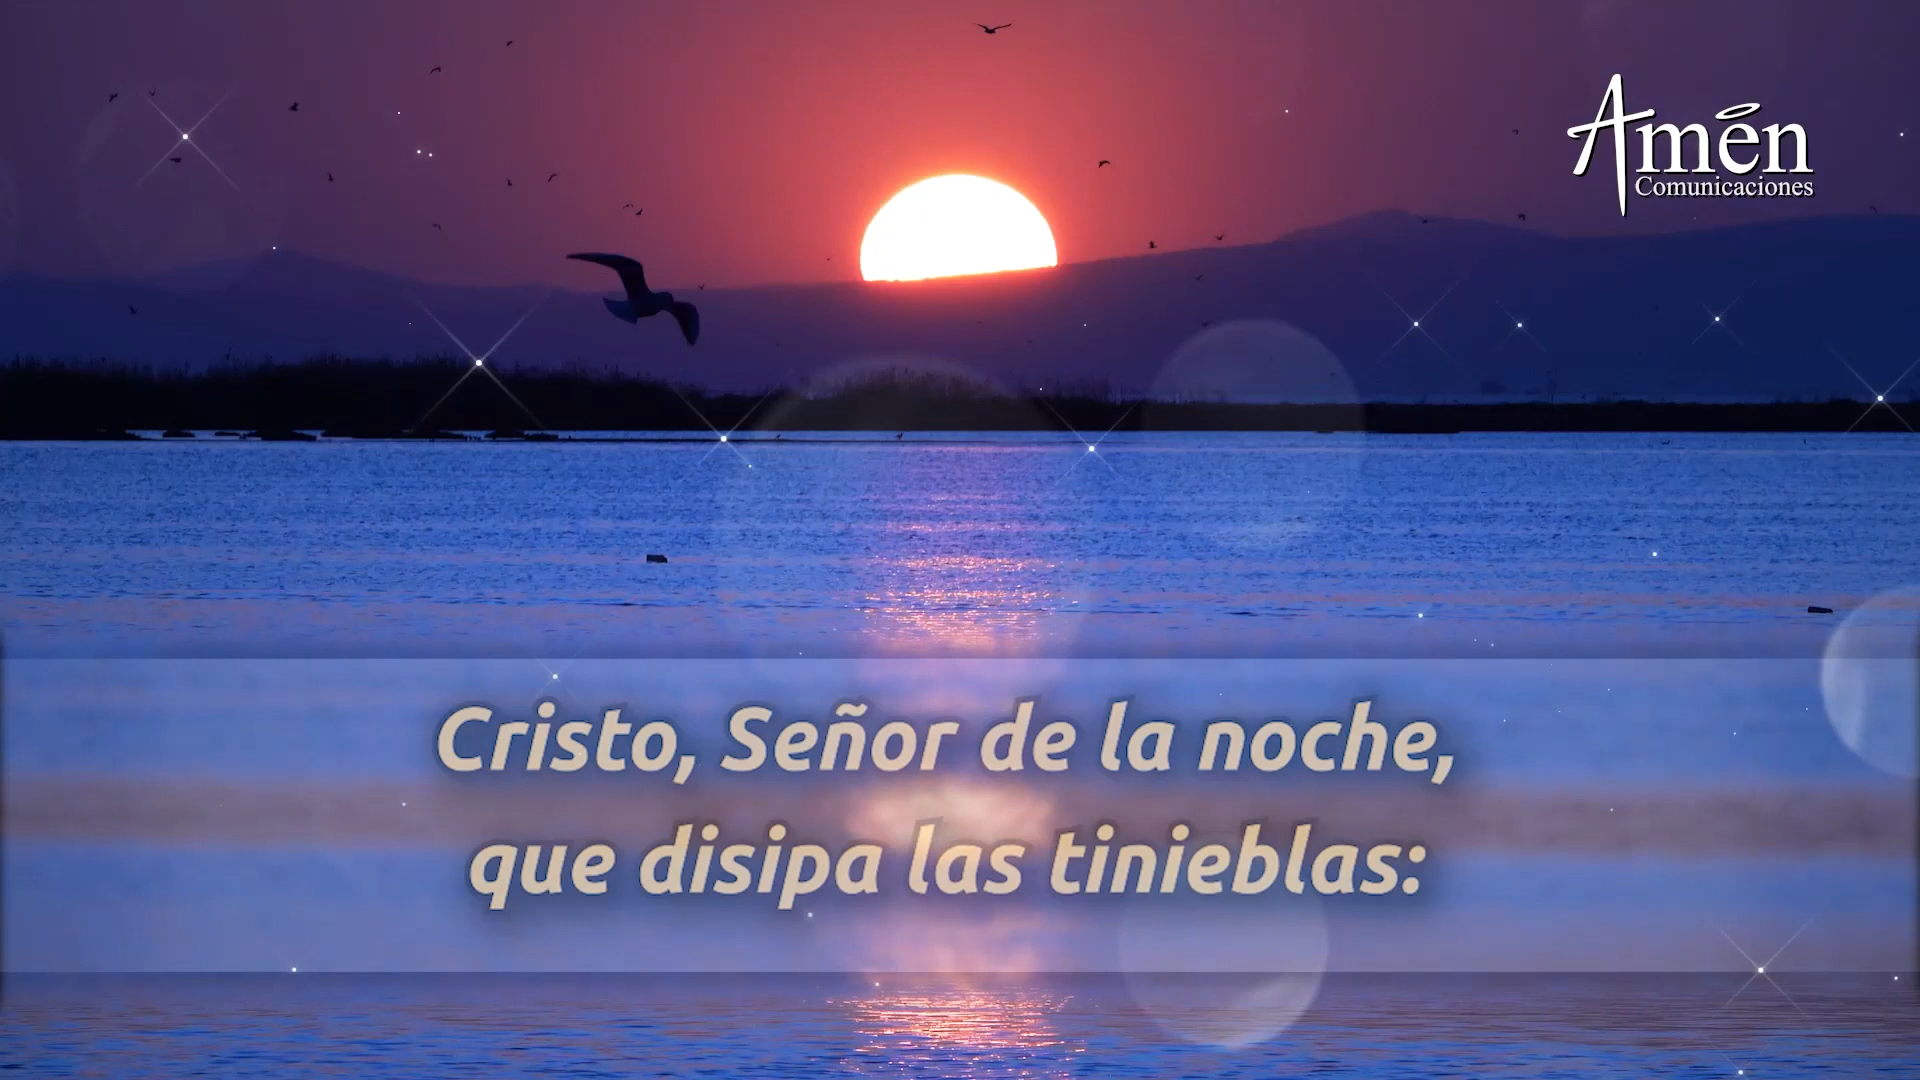 Amén
Comunicaciones
Cristo, Señor de la noche,
que disipa las tinieblas: